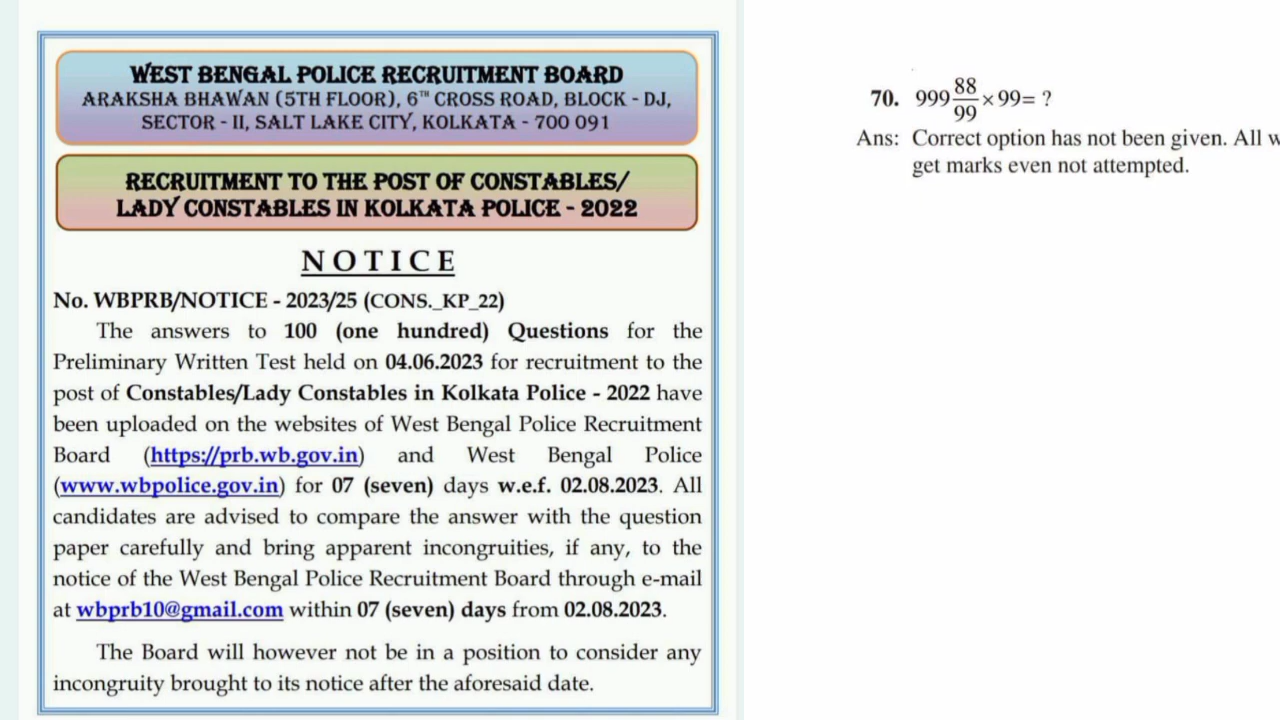 WEST BENGAL POLICE RECRUITMENT BOARD
ARAKSHA BHAWAN (5TH FLOOR), 6TH CROSS ROAD, BLOCK - DJ,
SECTOR - II, SALT LAKE CITY, KOLKATA - 700 091
RECRUITMENT TO THE POST OF CONSTABLES/
LADY CONSTABLES IN KOLKATA POLICE - 2022
NOTICE
No. WBPRB/NOTICE - 2023/25 (CONS._KP_22)
The answers to 100 (one hundred) Questions for the
Preliminary Written Test held on 04.06.2023 for recruitment to the
post of Constables/Lady Constables in Kolkata Police - 2022 have
been uploaded on the websites of West Bengal Police Recruitment
Board (https://prb.wb.gov.in) and West Bengal Police
(www.wbpolice.gov.in) for 07 (seven) days w.e.f. 02.08.2023. All
candidates are advised to compare the answer with the question
paper carefully and bring apparent incongruities, if any, to the
notice of the West Bengal Police Recruitment Board through e-mail
at wbprb10@gmail.com within 07 (seven) days from 02.08.2023.
The Board will however not be in a position to consider any
incongruity brought to its notice after the aforesaid date.
70. 999 88/99 × 99= ?
Ans: Correct option has not been given. All w
get marks even not attempted.